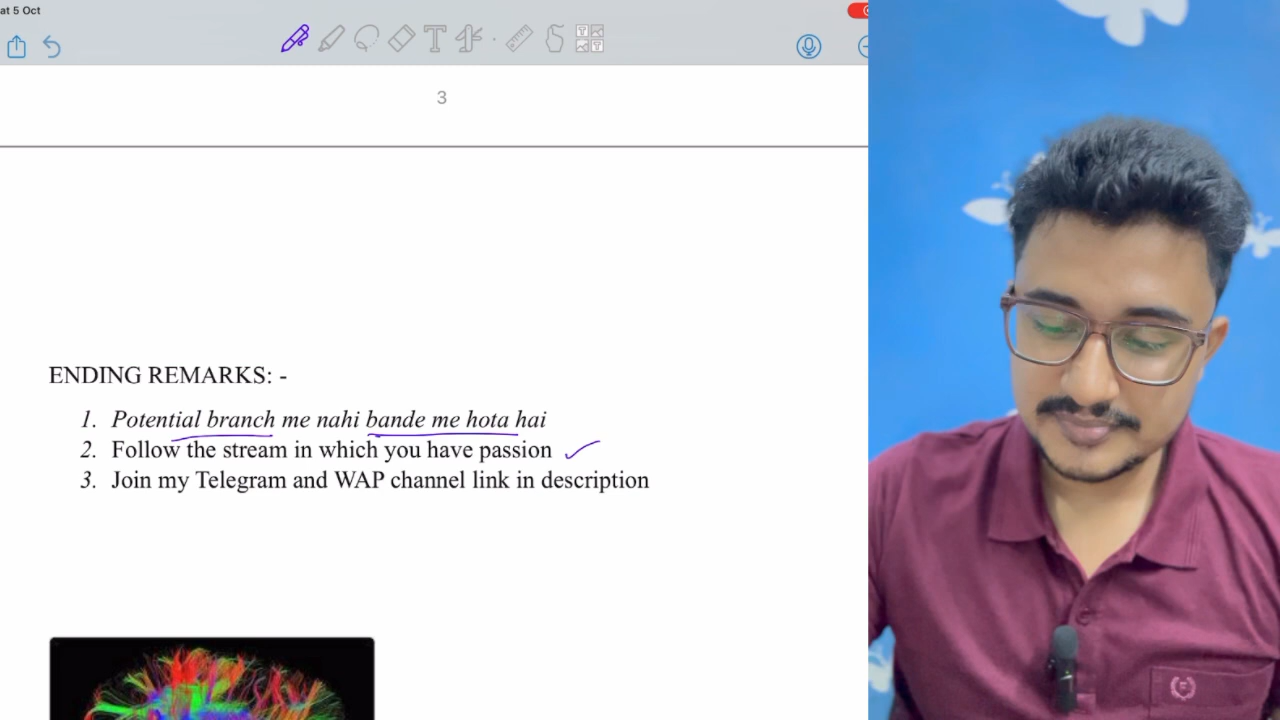 at 5 Oct
3
ENDING REMARKS: -
1. Potential branch me nahi bande me hota hai
2. Follow the stream in which you have passion
3. Join my Telegram and WAP channel link in description